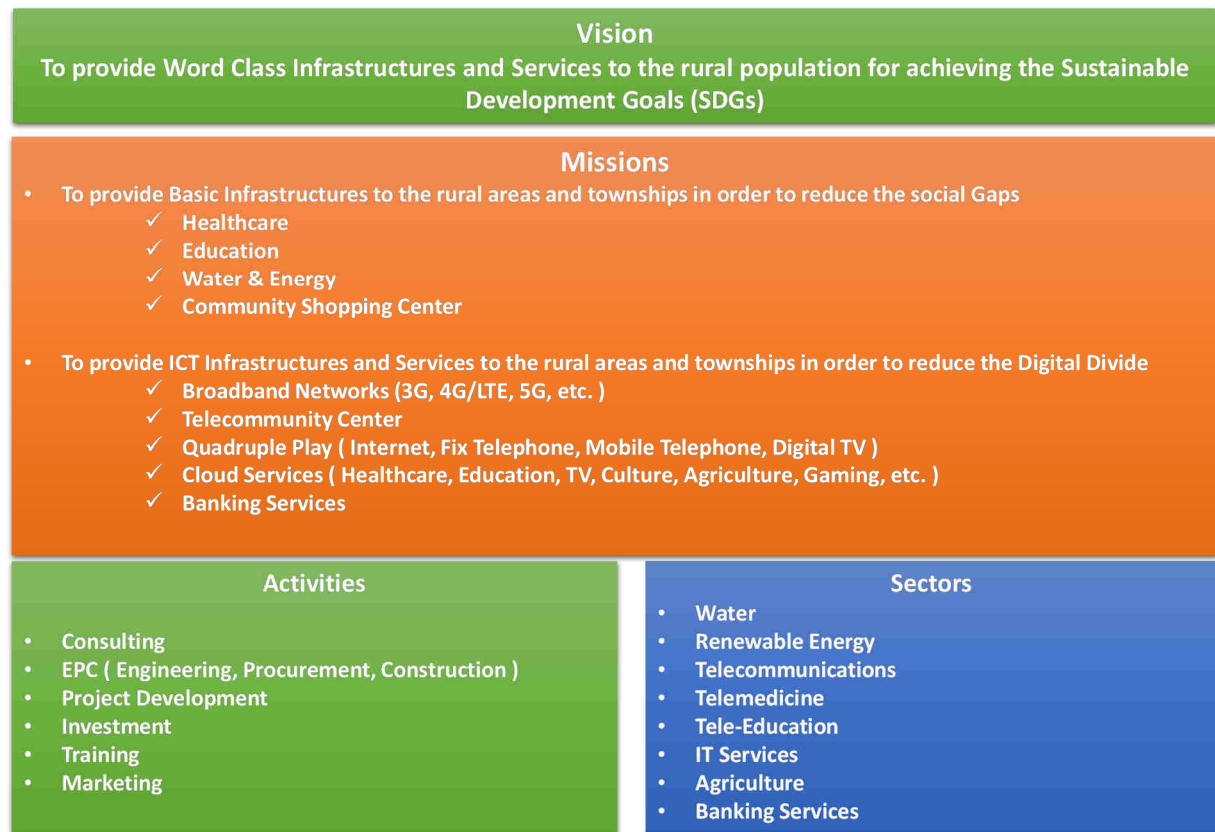 Vision
To provide Word Class Infrastructures and Services to the rural population for achieving the Sustainable
Development Goals (SDGs)
Missions
• To provide Basic Infrastructures to the rural areas and townships in order to reduce the social Gaps
✓ Healthcare
✓ Education
✓ Water & Energy
✓ Community Shopping Center
• To provide ICT Infrastructures and Services to the rural areas and townships in order to reduce the Digital Divide
✓ Broadband Networks (3G, 4G/LTE, 5G, etc. )
✓ Telecommunity Center
✓ Quadruple Play ( Internet, Fix Telephone, Mobile Telephone, Digital TV )
✓ Cloud Services ( Healthcare, Education, TV, Culture, Agriculture, Gaming, etc. )
✓ Banking Services
Activities
• Consulting
• EPC ( Engineering, Procurement, Construction )
• Project Development
• Investment
• Training
• Marketing
Sectors
• Water
• Renewable Energy
• Telecommunications
• Telemedicine
• Tele-Education
• IT Services
• Agriculture
• Banking Services